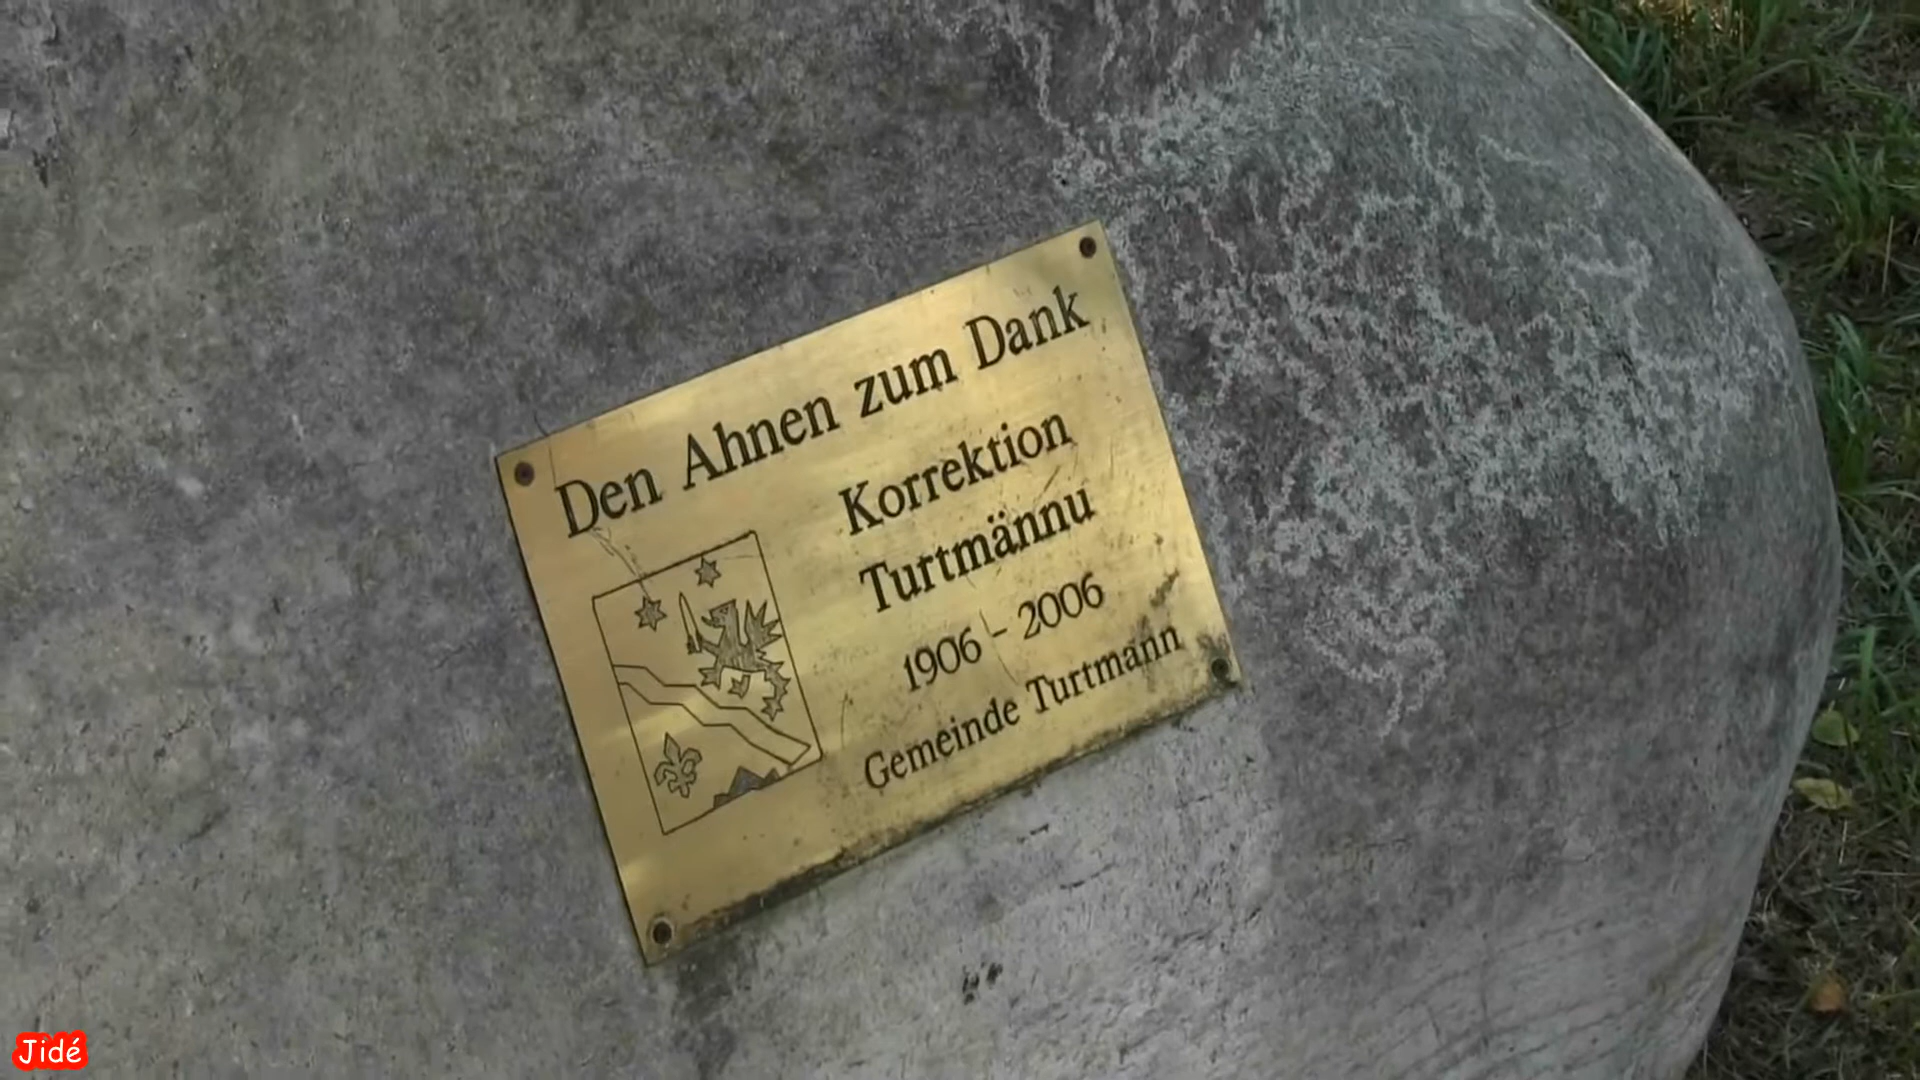 Den Ahnen zum Dank
Korrektion
Turtmännu
1906 - 2006
Gemeinde Turtmann
Jidé